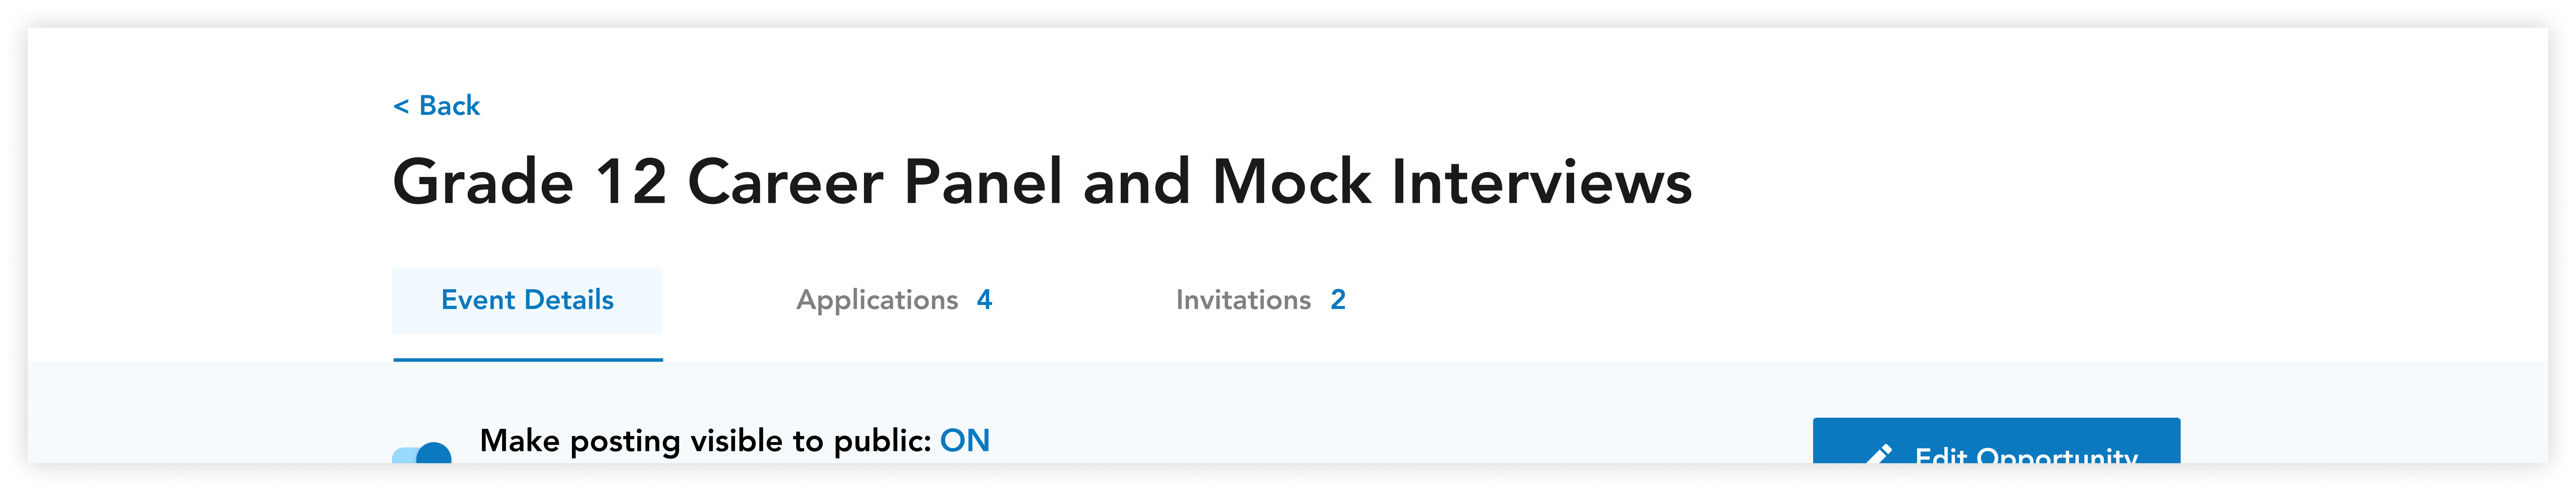 < Back
Grade 12 Career Panel and Mock Interviews
Event Details Applications 4 Invitations 2
Make posting visible to public: ON
Edit Opportunity